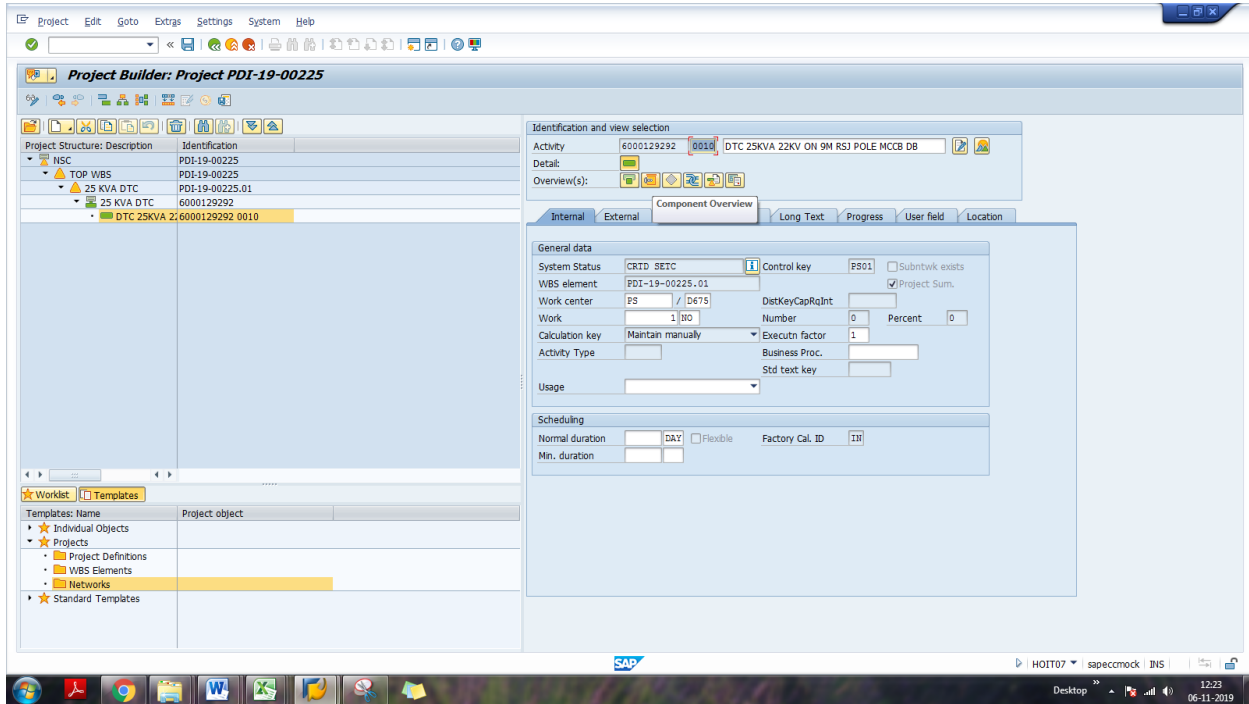 Project Edit Goto Extras Settings System Help
Project Builder: Project PDI-19-00225
Project Structure: Description Identification
NSC PDI-19-00225
TOP WBS PDI-19-00225
25 KVA DTC PDI-19-00225.01
25 KVA DTC 6000129292
DTC 25KVA 22 6000129292 0010
Worklist Templates
Templates: Name Project object
Individual Objects
Projects
Project Definitions
WBS Elements
Networks
Standard Templates
Identification and view selection
Activity 6000129292 0010 DTC 25KVA 22KV ON 9M RSJ POLE MCCB DB
Detail:
Overview(s):
Component Overview
Internal External Long Text Progress User field Location
General data
System Status CRTD SETC Control key PS01 Subntwk exists
WBS element PDI-19-00225.01 Project Sum.
Work center PS / D675 DistKeyCapRqInt
Work 1 NO Number 0 Percent 0
Calculation key Maintain manually Executn factor 1
Activity Type Business Proc.
Std text key
Usage
Scheduling
Normal duration DAY Flexible Factory Cal. ID IN
Min. duration
SAP
HOIT07 sapeccmock INS
Desktop 12:23
06-11-2019